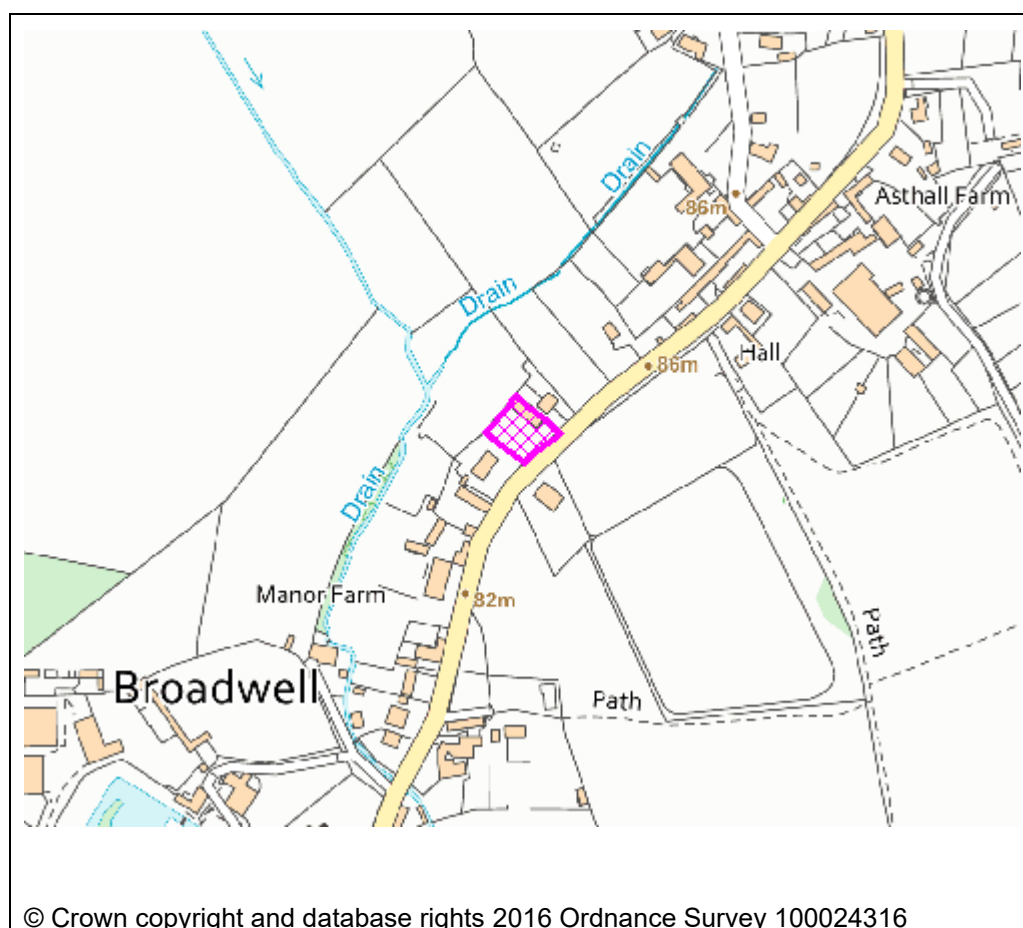 Drain
86m
Asthall Farm
Drain
Hall
86m
Drain
Manor Farm
82m
Path
Broadwell
Path
© Crown copyright and database rights 2016 Ordnance Survey 100024316